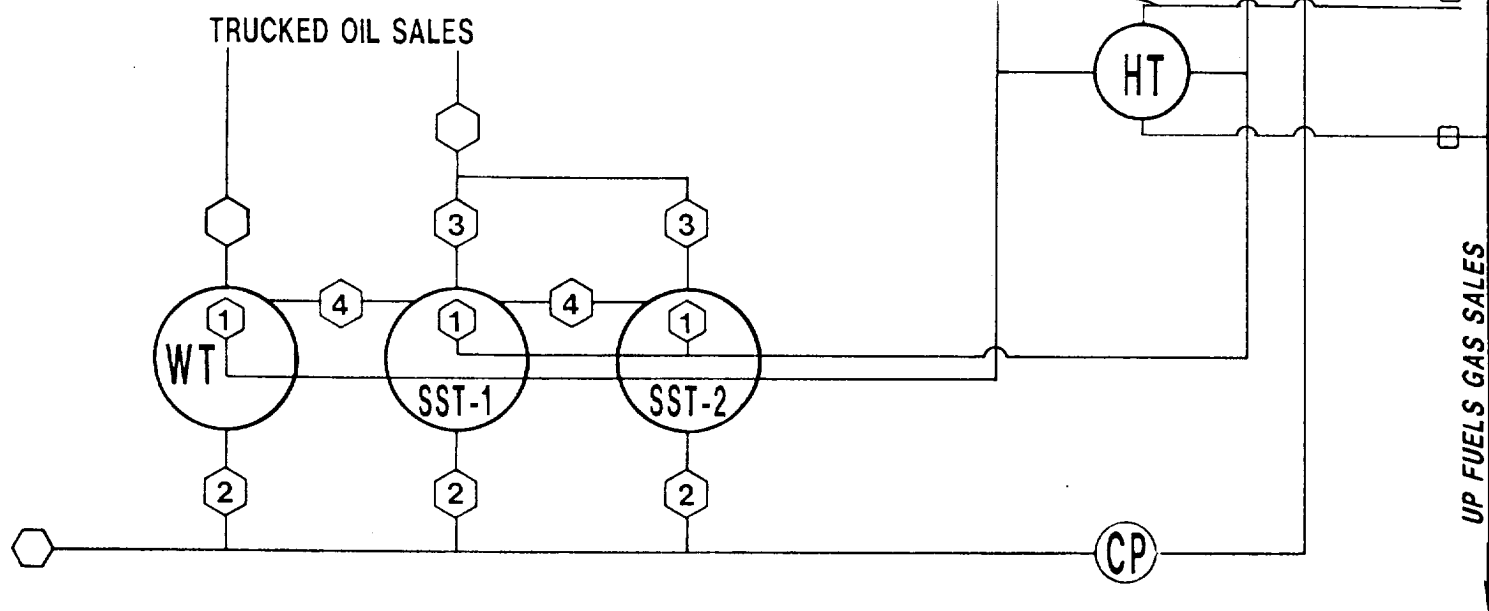 TRUCKED OIL SALES
HT
3
3
4
4
1
1
1
WT
SST-1
SST-2
2
2
2
CP
UP FUELS GAS SALES